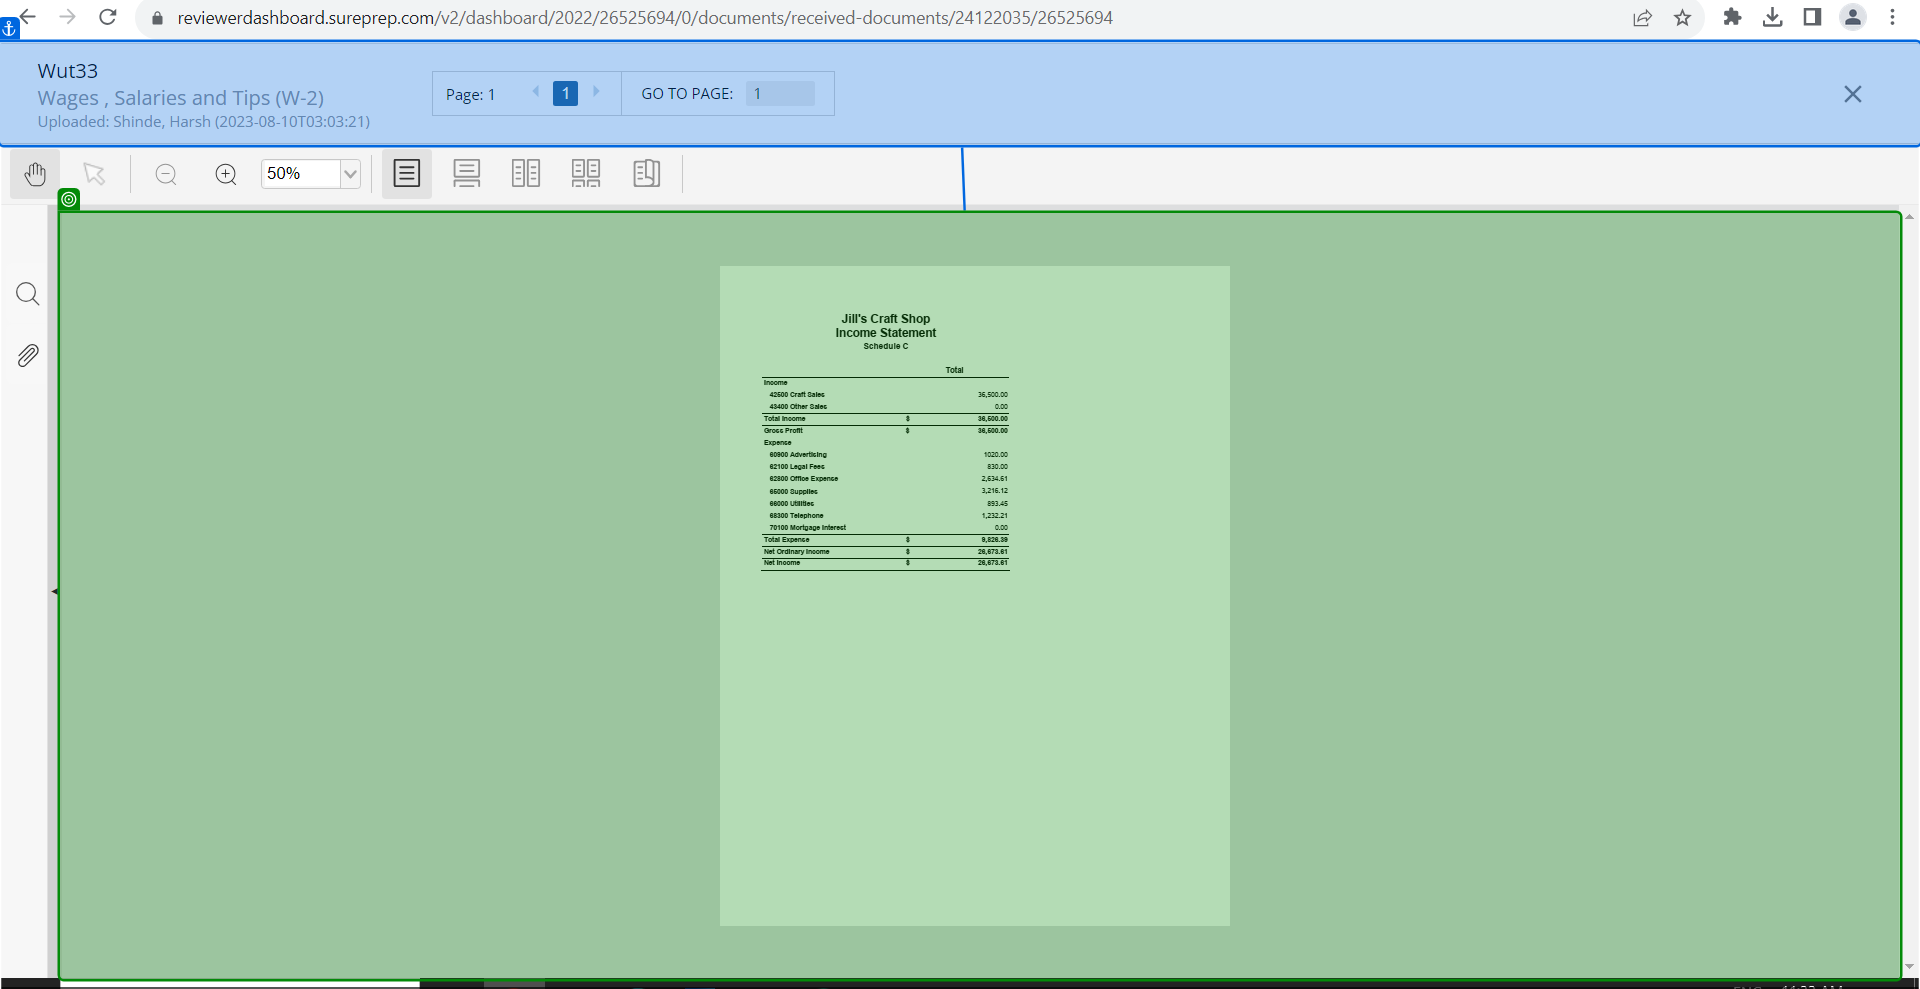 reviewerdashboard.sureprep.com/v2/dashboard/2022/26525694/0/documents/received-documents/24122035/26525694
Wut33
Wages , Salaries and Tips (W-2)
Uploaded: Shinde, Harsh (2023-08-10T03:03:21)
Page: 1
1
GO TO PAGE: 1
50%
Jill's Craft Shop
Income Statement
Schedule C
Total
Income
42600 Craft Sales 36,500.00
43400 Other Sales 0.00
Total Income $ 36,500.00
Gross Profit $ 36,500.00
Expense
60900 Advertising 1020.00
62100 Legal Fees 830.00
62800 Office Expense 2,634.61
65000 Supplies 3,216.12
66000 Utilities 893.45
68300 Telephone 1,232.21
70100 Mortgage Interest 0.00
Total Expense $ 9,826.39
Net Ordinary Income $ 26,673.61
Net Income $ 26,673.61